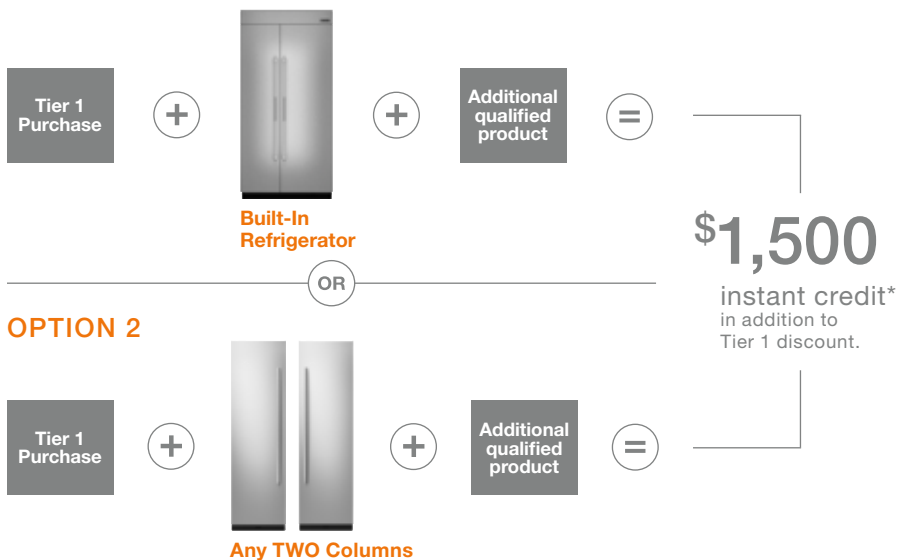 Tier 1
Purchase
+
+
Additional
qualified
product
=
Built-In
Refrigerator
$1,500
instant credit*
in addition to
Tier 1 discount.
OR
OPTION 2
Tier 1
Purchase
+
+
Additional
qualified
product
=
Any TWO Columns